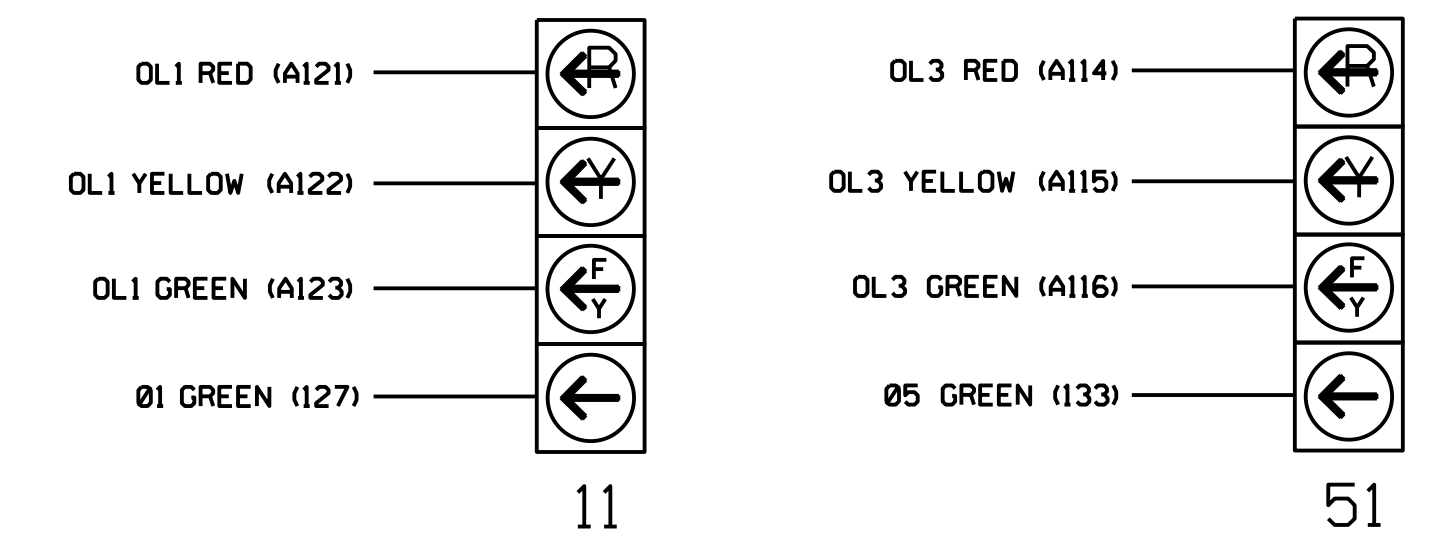 OL1 RED (A121)
R
OL1 YELLOW (A122)
Y
OL1 GREEN (A123)
F
Y
Ø1 GREEN (127)
11
OL3 RED (A114)
R
OL3 YELLOW (A115)
Y
OL3 GREEN (A116)
F
Y
Ø5 GREEN (133)
51